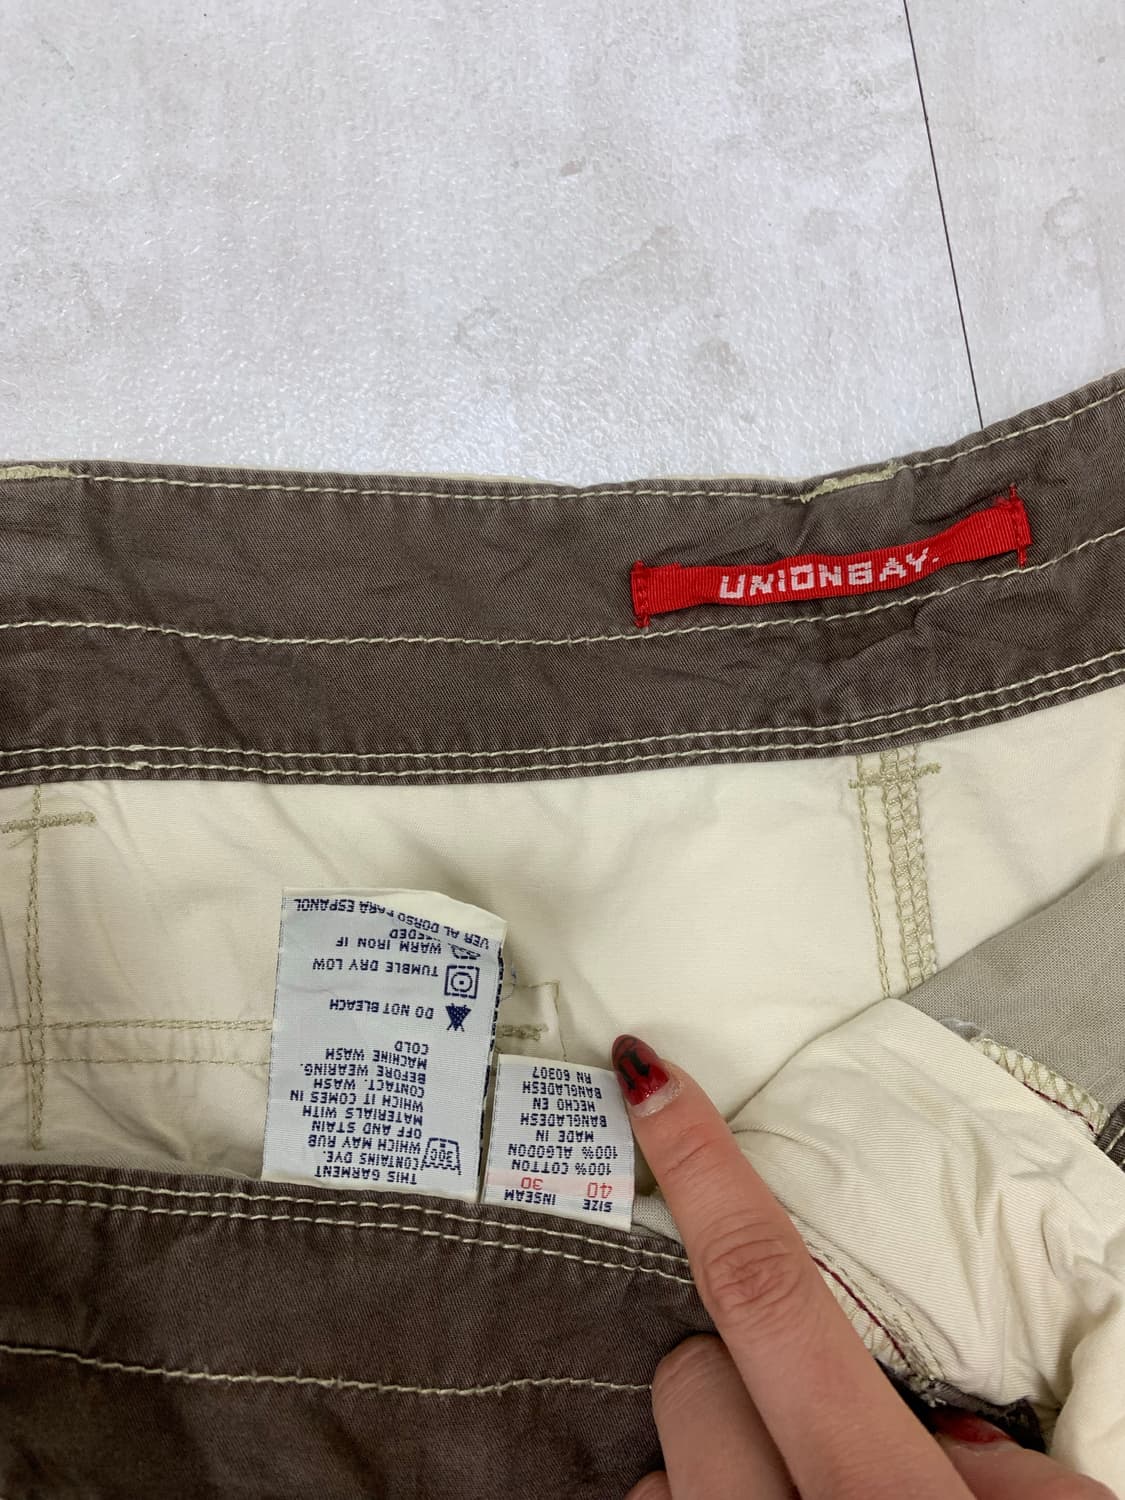 UNIONBAY.
THIS GARMENT
CONTAINS DYE.
WHICH MAY RUB
OFF AND STAIN
MATERIALS WITH
WHICH IT COMES IN
CONTACT. WASH
BEFORE WEARING.
MACHINE WASH
COLD
DO NOT BLEACH
TUMBLE DRY LOW
WARM IRON IF
NEEDED
VER AL DORSO PARA ESPANOL
SIZE INSEAM
40 30
100% COTTON
100% ALGODON
MADE IN
BANGLADESH
HECHO EN
BANGLADESH
RN 60307